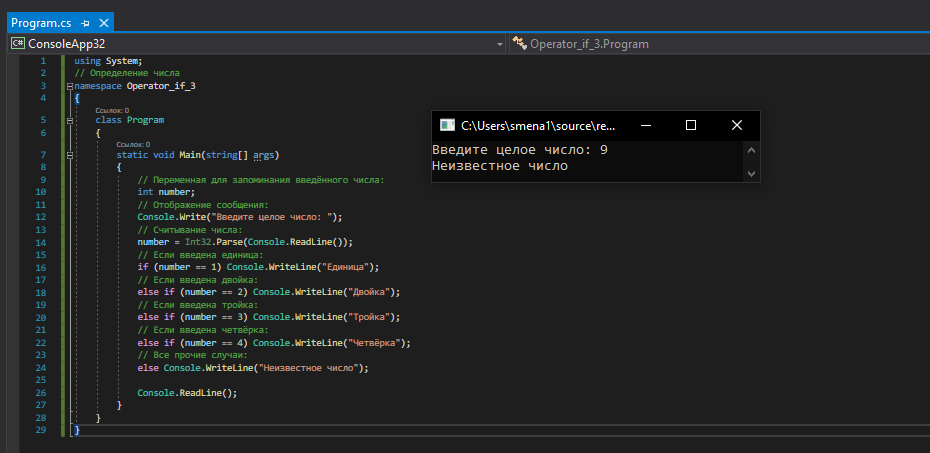 Program.cs
ConsoleApp32
Operator_if_3.Program
1 using System;
2 // Определение числа
3 namespace Operator_if_3
4 {
Ссылок: 0
5 class Program
6 {
Ссылок: 0
7 static void Main(string[] args)
8 {
9 // Переменная для запоминания введённого числа:
10 int number;
11 // Отображение сообщения:
12 Console.Write("Введите целое число: ");
13 // Считывание числа:
14 number = Int32.Parse(Console.ReadLine());
15 // Если введена единица:
16 if (number == 1) Console.WriteLine("Единица");
17 // Если введена двойка:
18 else if (number == 2) Console.WriteLine("Двойка");
19 // Если введена тройка:
20 else if (number == 3) Console.WriteLine("Тройка");
21 // Если введена четвёрка:
22 else if (number == 4) Console.WriteLine("Четвёрка");
23 // Все прочие случаи:
24 else Console.WriteLine("Неизвестное число");
25
26 Console.ReadLine();
27 }
28 }
29 }
C:\Users\smena1\source\re...
Введите целое число: 9
Неизвестное число